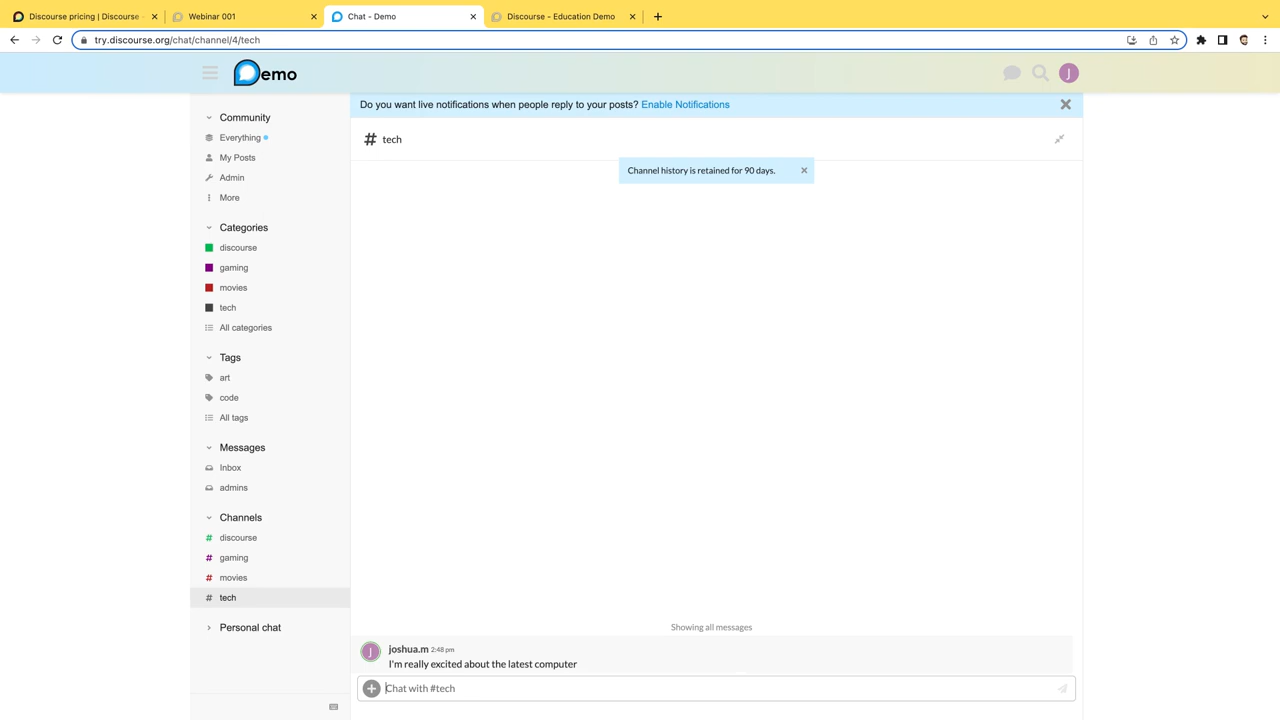 Discourse pricing | Discourse -
Webinar 001
Chat - Demo
Discourse - Education Demo
try.discourse.org/chat/channel/4/tech
Demo
J
Community
Everything
My Posts
Admin
More
Categories
discourse
gaming
movies
tech
All categories
Tags
art
code
All tags
Messages
Inbox
admins
Channels
# discourse
# gaming
# movies
# tech
Personal chat
Do you want live notifications when people reply to your posts? Enable Notifications
# tech
Channel history is retained for 90 days.
Showing all messages
J
joshua.m 2:48 pm
I'm really excited about the latest computer
Chat with #tech